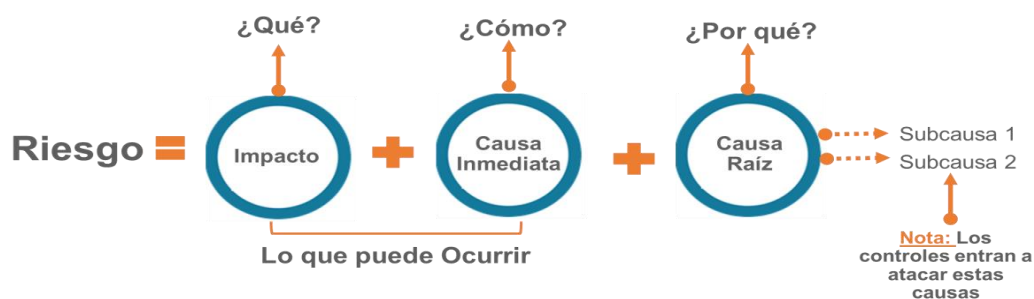 ¿Qué?
¿Cómo?
¿Por qué?
Riesgo =
Impacto
+
Causa
Inmediata
+
Causa
Raíz
Subcausa 1
Subcausa 2
Lo que puede Ocurrir
Nota: Los
controles entran a
atacar estas
causas